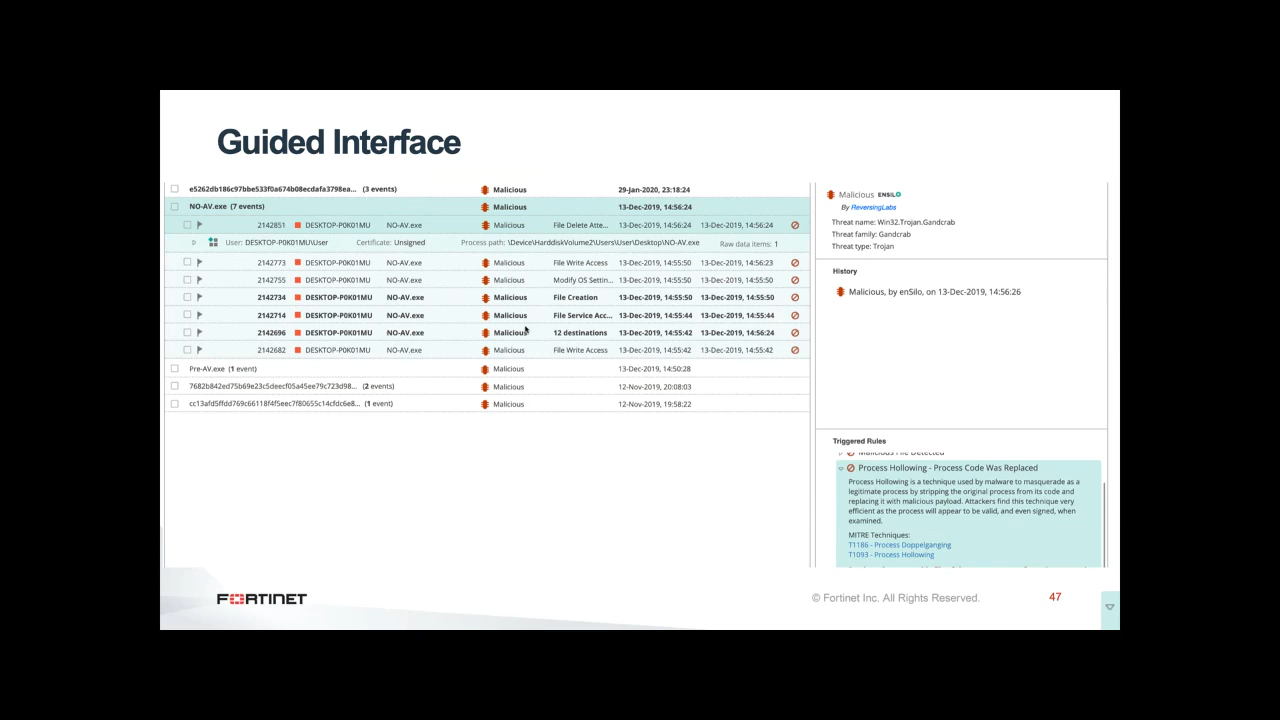 Guided Interface
e5262db186c97bbe533f0a674b08ecdafa3798ea... (3 events) Malicious 29-Jan-2020, 23:18:24
NO-AV.exe (7 events) Malicious 13-Dec-2019, 14:56:24
2142851 DESKTOP-P0K01MU NO-AV.exe Malicious File Delete Atte... 13-Dec-2019, 14:56:24 13-Dec-2019, 14:56:24
User: DESKTOP-P0K01MU\User Certificate: Unsigned Process path: \Device\HarddiskVolume2\Users\User\Desktop\NO-AV.exe Raw data items: 1
2142773 DESKTOP-P0K01MU NO-AV.exe Malicious File Write Access 13-Dec-2019, 14:55:50 13-Dec-2019, 14:56:23
2142755 DESKTOP-P0K01MU NO-AV.exe Malicious Modify OS Settin... 13-Dec-2019, 14:55:50 13-Dec-2019, 14:55:50
2142734 DESKTOP-P0K01MU NO-AV.exe Malicious File Creation 13-Dec-2019, 14:55:50 13-Dec-2019, 14:55:50
2142714 DESKTOP-P0K01MU NO-AV.exe Malicious File Service Acc... 13-Dec-2019, 14:55:44 13-Dec-2019, 14:55:44
2142696 DESKTOP-P0K01MU NO-AV.exe Malicious 12 destinations 13-Dec-2019, 14:55:42 13-Dec-2019, 14:56:24
2142682 DESKTOP-P0K01MU NO-AV.exe Malicious File Write Access 13-Dec-2019, 14:55:42 13-Dec-2019, 14:55:42
Pre-AV.exe (1 event) Malicious 13-Dec-2019, 14:50:28
7682b842ed75b69e23c5deecf05a45ee79c723d98... (2 events) Malicious 12-Nov-2019, 20:08:03
cc13afd5ffdd769c66118f4f5eec7f80655c14cfdc6e8... (1 event) Malicious 12-Nov-2019, 19:58:22
Malicious ENSILO
By ReversingLabs
Threat name: Win32.Trojan.Gandcrab
Threat family: Gandcrab
Threat type: Trojan
History
Malicious, by enSilo, on 13-Dec-2019, 14:56:26
Triggered Rules
Malicious File Detected
Process Hollowing - Process Code Was Replaced
Process Hollowing is a technique used by malware to masquerade as a
legitimate process by stripping the original process from its code and
replacing it with malicious payload. Attackers find this technique very
efficient as the process will appear to be valid, and even signed, when
examined.
MITRE Techniques:
T1186 - Process Doppelganging
T1093 - Process Hollowing
FORTINET
© Fortinet Inc. All Rights Reserved.
47